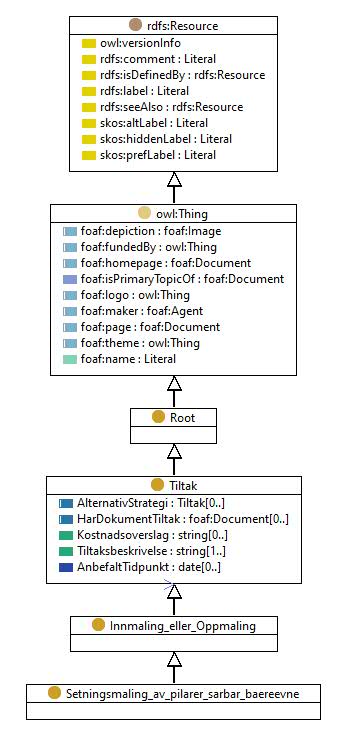 rdfs:Resource
owl:versionInfo
rdfs:comment : Literal
rdfs:isDefinedBy : rdfs:Resource
rdfs:label : Literal
rdfs:seeAlso : rdfs:Resource
skos:altLabel : Literal
skos:hiddenLabel : Literal
skos:prefLabel : Literal
owl:Thing
foaf:depiction : foaf:Image
foaf:fundedBy : owl:Thing
foaf:homepage : foaf:Document
foaf:isPrimaryTopicOf : foaf:Document
foaf:logo : owl:Thing
foaf:maker : foaf:Agent
foaf:page : foaf:Document
foaf:theme : owl:Thing
foaf:name : Literal
Root
Tiltak
AlternativStrategi : Tiltak[0..]
HarDokumentTiltak : foaf:Document[0..]
Kostnadsoverslag : string[0..]
Tiltaksbeskrivelse : string[1..]
AnbefaltTidpunkt : date[0..]
Innmaling_eller_Oppmaling
Setningsmaling_av_pilarer_sarbar_baereevne